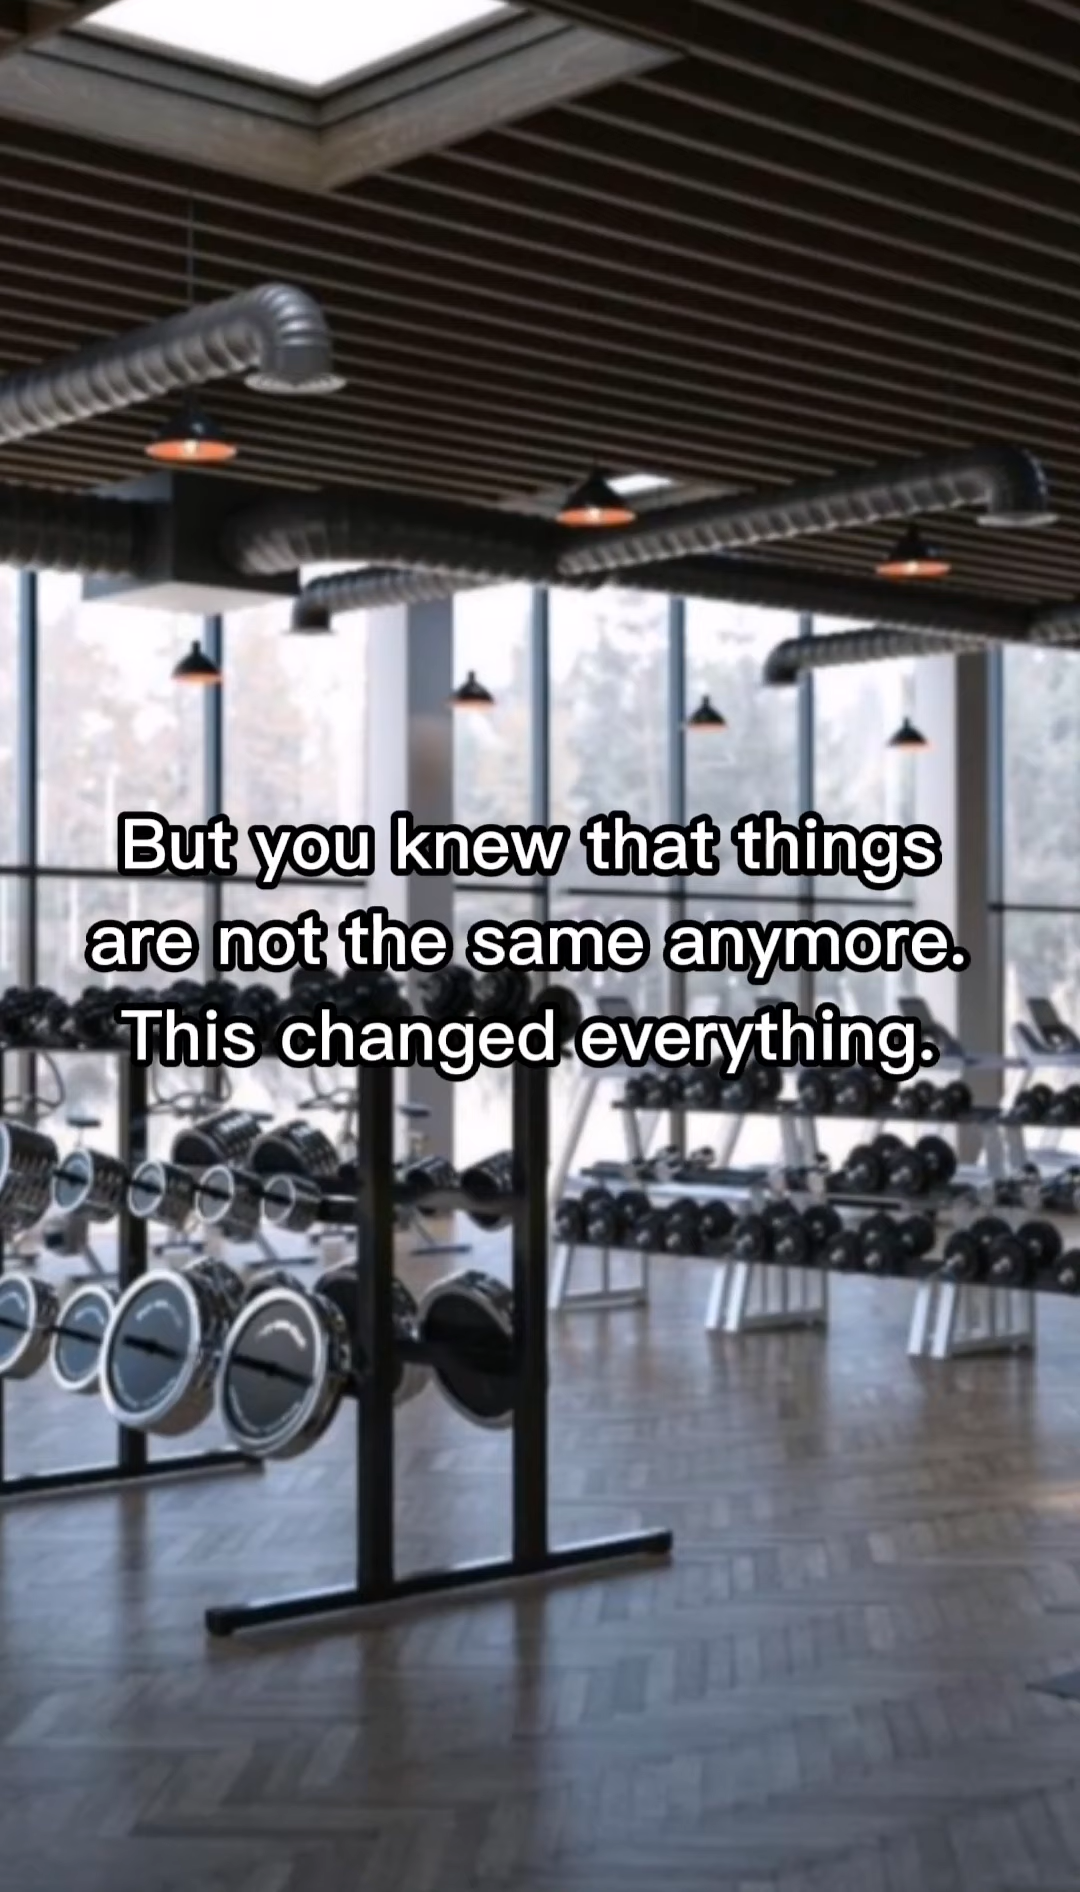 But you knew that things
are not the same anymore.
This changed everything.